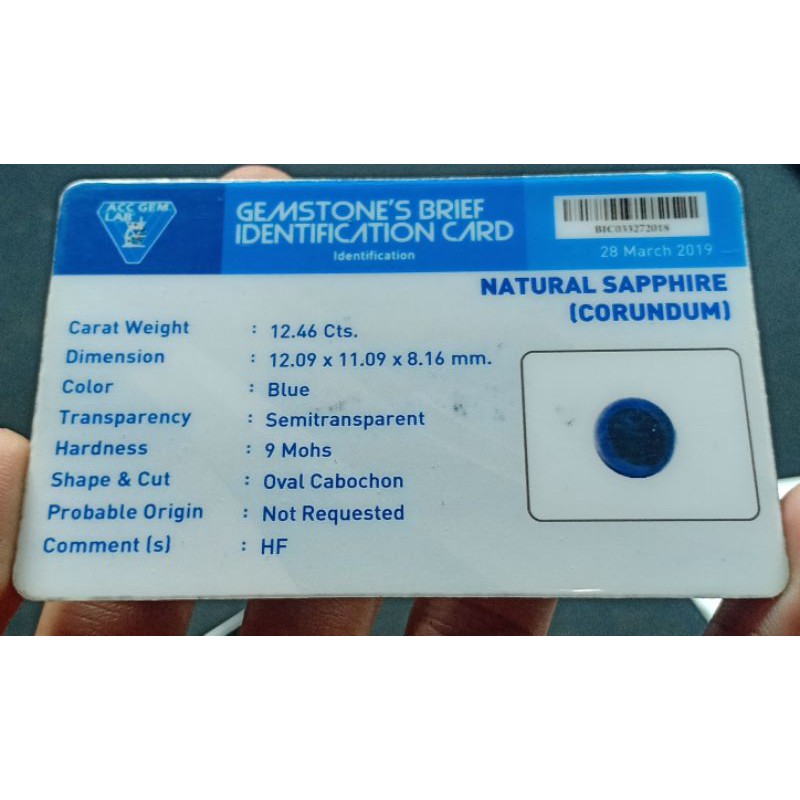 ACC GEM
LAB
GEMSTONE'S BRIEF
IDENTIFICATION CARD
Identification
BIC033272018
28 March 2019
NATURAL SAPPHIRE
(CORUNDUM)
Carat Weight : 12.46 Cts.
Dimension : 12.09 x 11.09 x 8.16 mm.
Color : Blue
Transparency : Semitransparent
Hardness : 9 Mohs
Shape & Cut : Oval Cabochon
Probable Origin : Not Requested
Comment (s) : HF